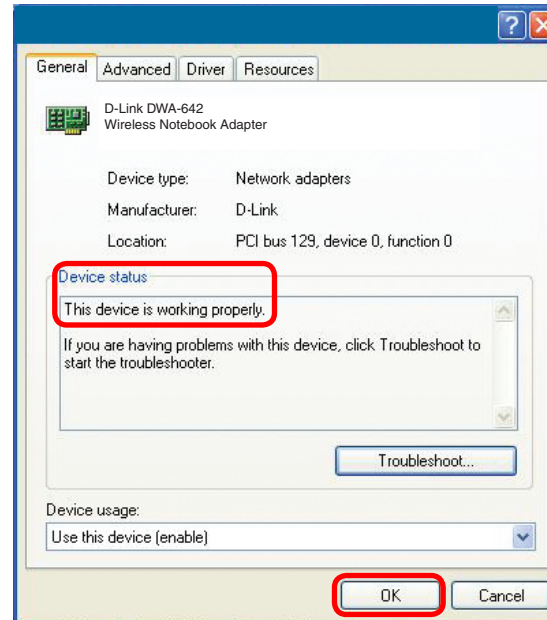 General Advanced Driver Resources
D-Link DWA-642
Wireless Notebook Adapter
Device type: Network adapters
Manufacturer: D-Link
Location: PCI bus 129, device 0, function 0
Device status
This device is working properly.
If you are having problems with this device, click Troubleshoot to
start the troubleshooter.
Troubleshoot...
Device usage:
Use this device (enable)
OK Cancel